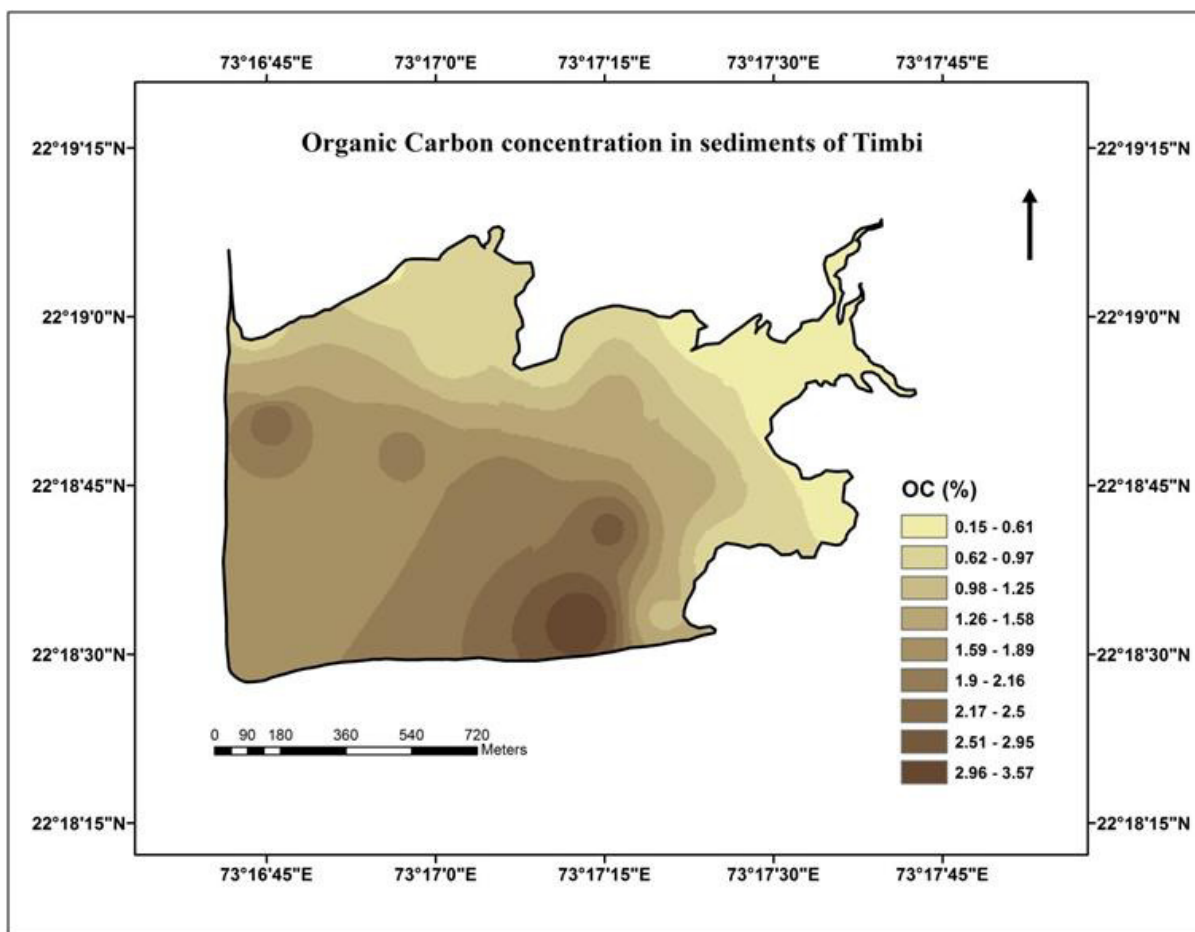 73°16'45"E 73°17'0"E 73°17'15"E 73°17'30"E 73°17'45"E
Organic Carbon concentration in sediments of Timbi
22°19'15"N 22°19'15"N
22°19'0"N 22°19'0"N
22°18'45"N 22°18'45"N
OC (%)
0.15 - 0.61
0.62 - 0.97
0.98 - 1.25
1.26 - 1.58
1.59 - 1.89
1.9 - 2.16
2.17 - 2.5
2.51 - 2.95
2.96 - 3.57
22°18'30"N 22°18'30"N
0 90 180 360 540 720
Meters
22°18'15"N 22°18'15"N
73°16'45"E 73°17'0"E 73°17'15"E 73°17'30"E 73°17'45"E